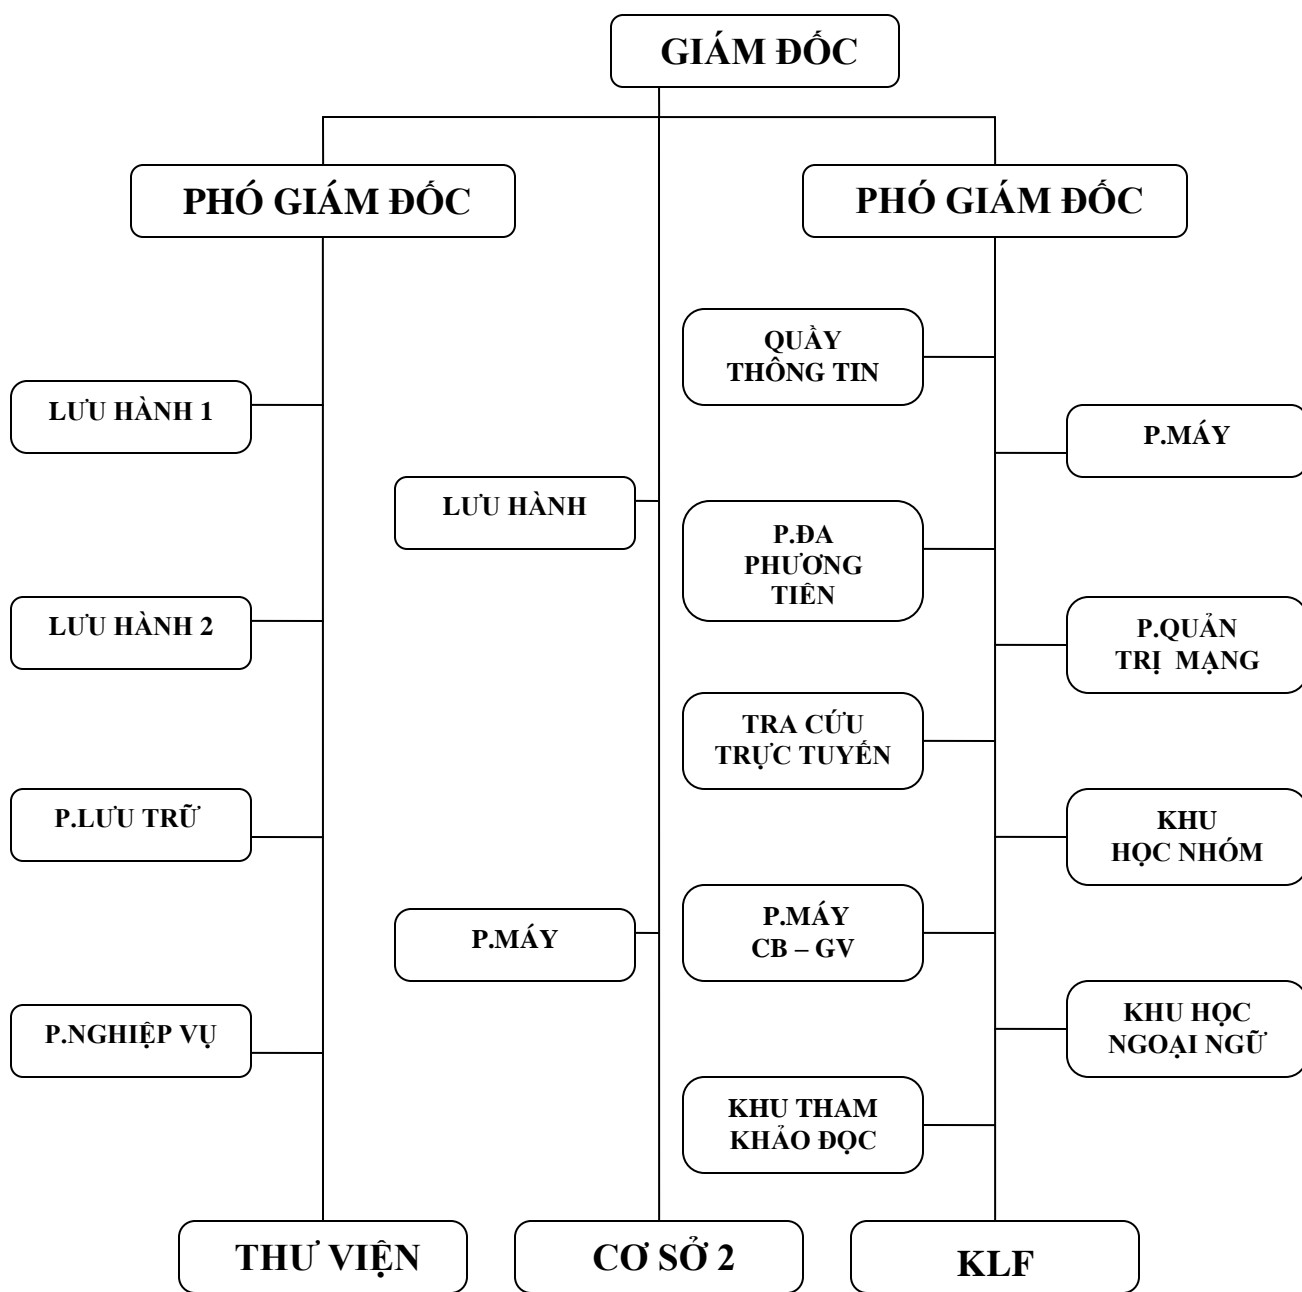 GIÁM ĐỐC
PHÓ GIÁM ĐỐC
PHÓ GIÁM ĐỐC
QUẦY
THÔNG TIN
LƯU HÀNH 1
P.MÁY
LƯU HÀNH
P.ĐA
PHƯƠNG
TIÊN
LƯU HÀNH 2
P.QUẢN
TRỊ MẠNG
TRA CỨU
TRỰC TUYẾN
P.LƯU TRỮ
KHU
HỌC NHÓM
P.MÁY
P.MÁY
CB – GV
P.NGHIỆP VỤ
KHU HỌC
NGOẠI NGỮ
KHU THAM
KHẢO ĐỌC
THƯ VIỆN
CƠ SỞ 2
KLF